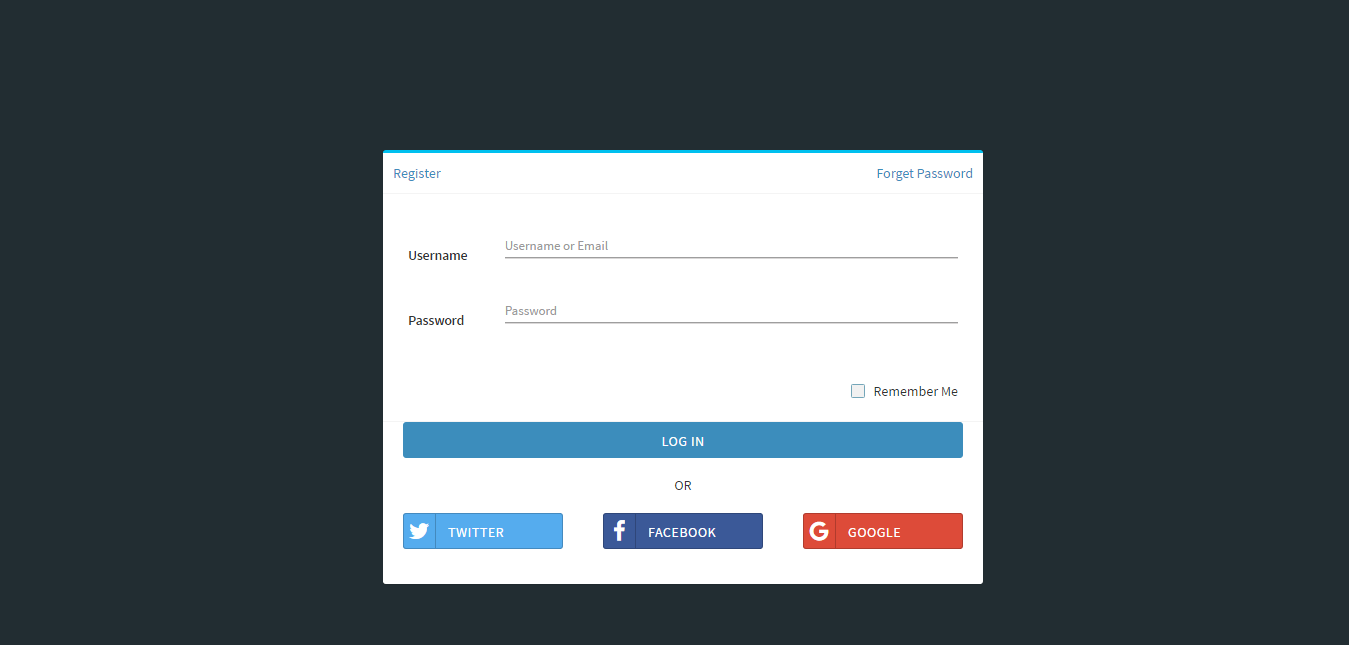 Register Forget Password
Username Username or Email
Password Password
Remember Me
LOG IN
OR
TWITTER FACEBOOK GOOGLE